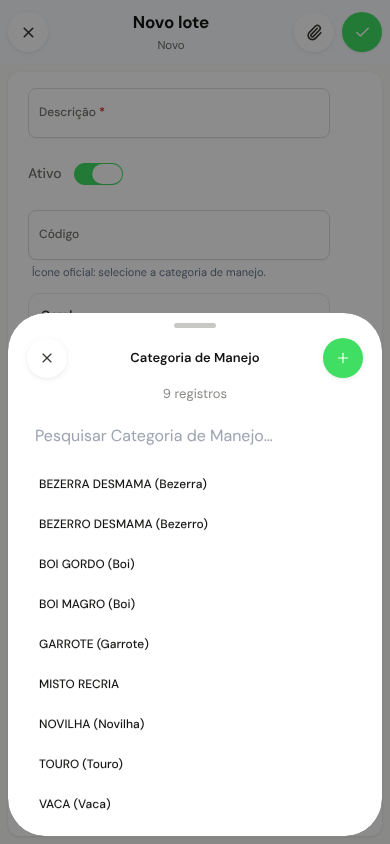 Novo lote
Novo
Descrição *
Ativo
Código
Ícone oficial: selecione a categoria de manejo.
Categoria de Manejo
9 registros
Pesquisar Categoria de Manejo...
BEZERRA DESMAMA (Bezerra)
BEZERRO DESMAMA (Bezerro)
BOI GORDO (Boi)
BOI MAGRO (Boi)
GARROTE (Garrote)
MISTO RECRIA
NOVILHA (Novilha)
TOURO (Touro)
VACA (Vaca)